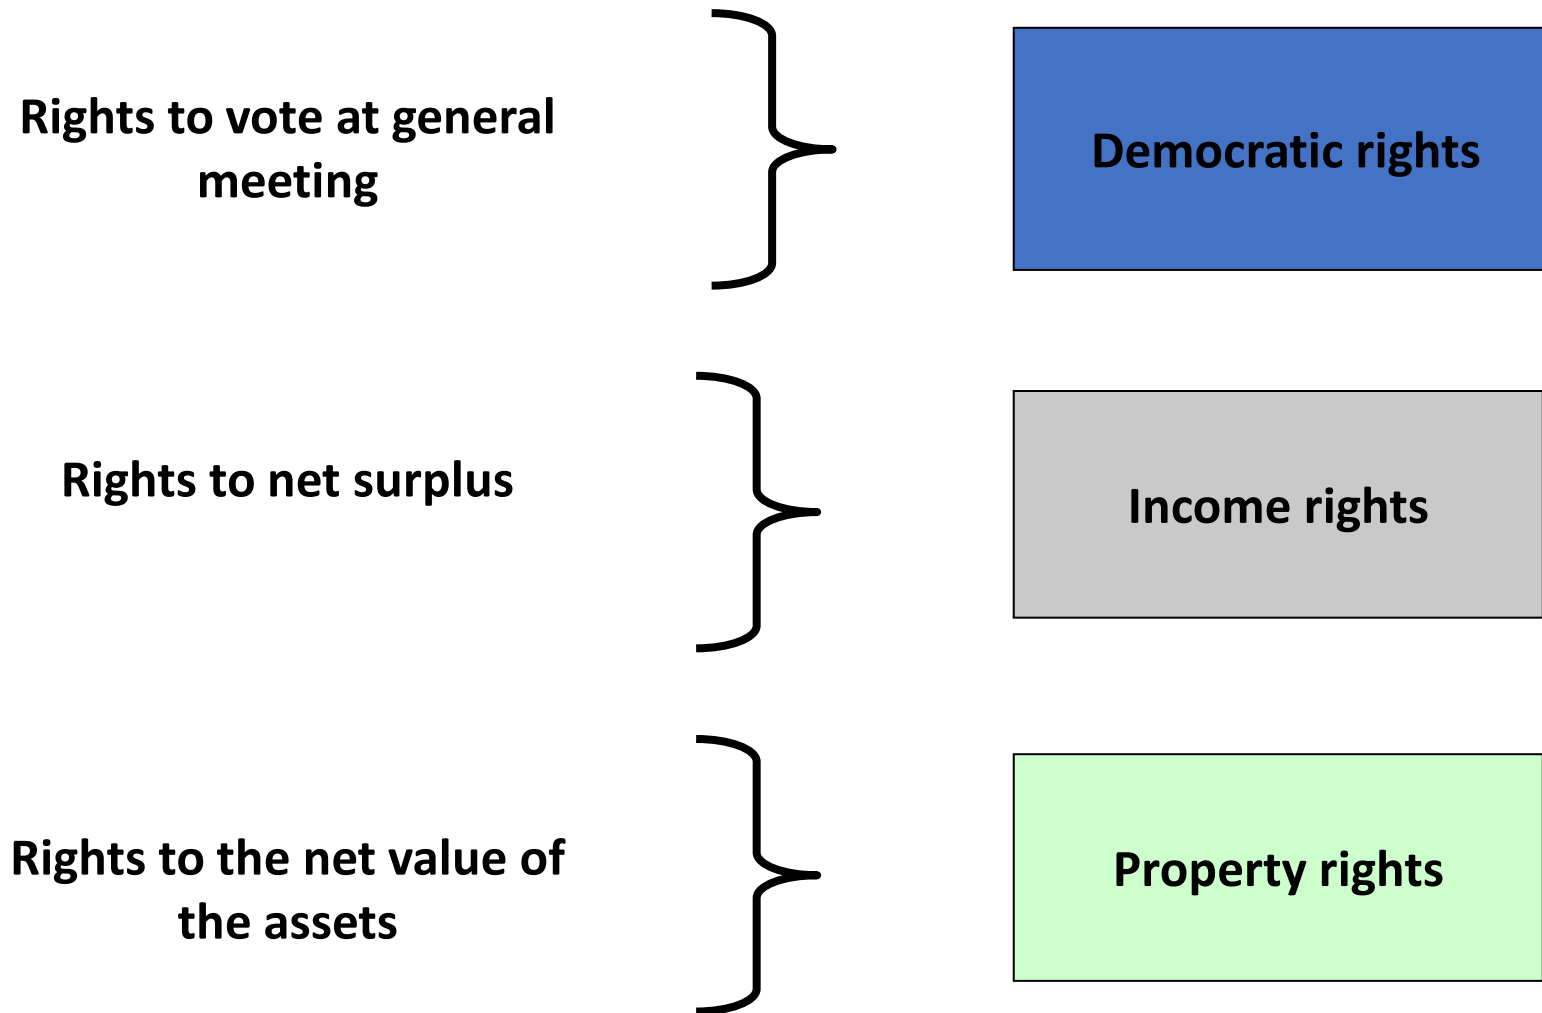 Rights to vote at general
meeting
Democratic rights
Rights to net surplus
Income rights
Rights to the net value of
the assets
Property rights